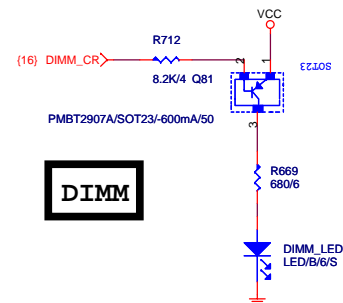 VCC
R712
{16} DIMM_CR
2
1
SOT23
8.2K/4 Q81
PMBT2907A/SOT23/-600mA/50
3
R669
680/6
DIMM
DIMM_LED
LED/B/6/S